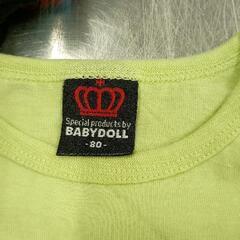 Special products by
BABYDOLL
-80-